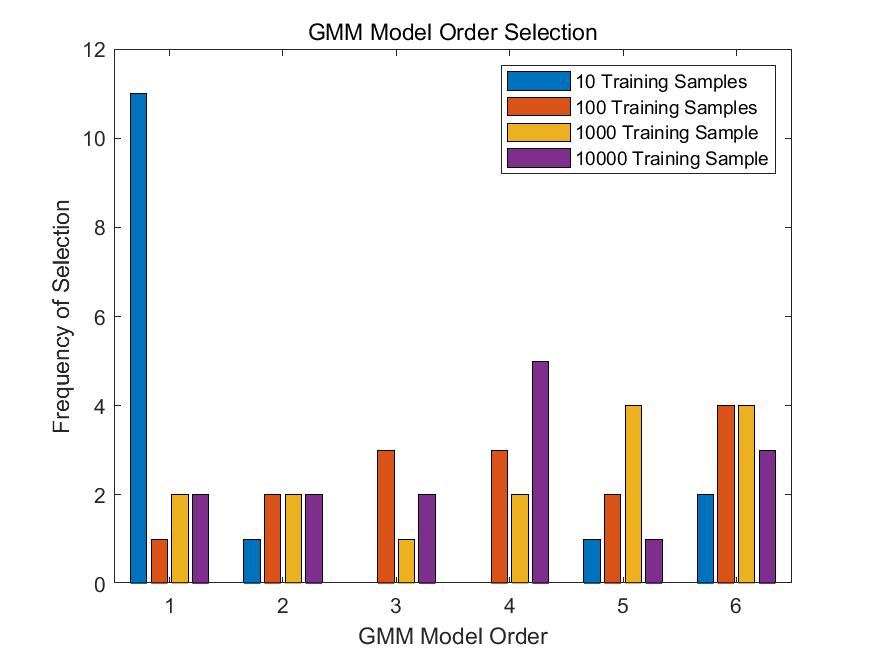 GMM Model Order Selection
12
10
8
6
4
2
0
Frequency of Selection
10 Training Samples
100 Training Samples
1000 Training Sample
10000 Training Sample
1 2 3 4 5 6
GMM Model Order